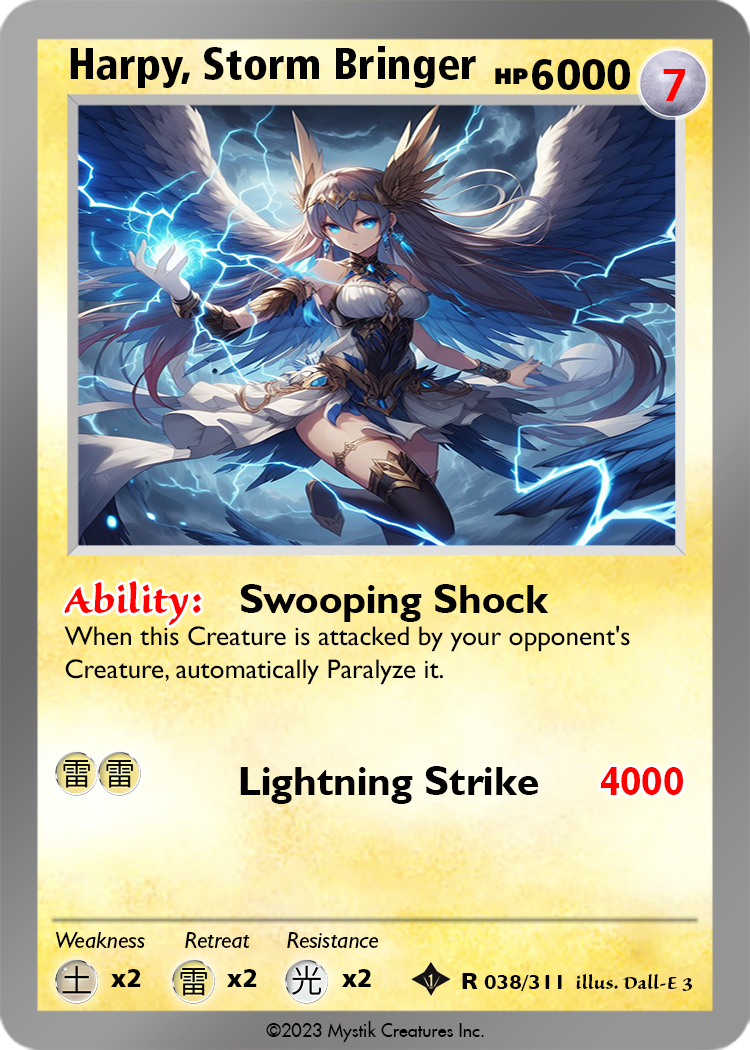 Harpy, Storm Bringer HP6000 7
Ability: Swooping Shock
When this Creature is attacked by your opponent's
Creature, automatically Paralyze it.
雷雷 Lightning Strike 4000
Weakness Retreat Resistance
土 x2 雷 x2 光 x2 1 R 038/311 illus. Dall-E 3
©2023 Mystik Creatures Inc.